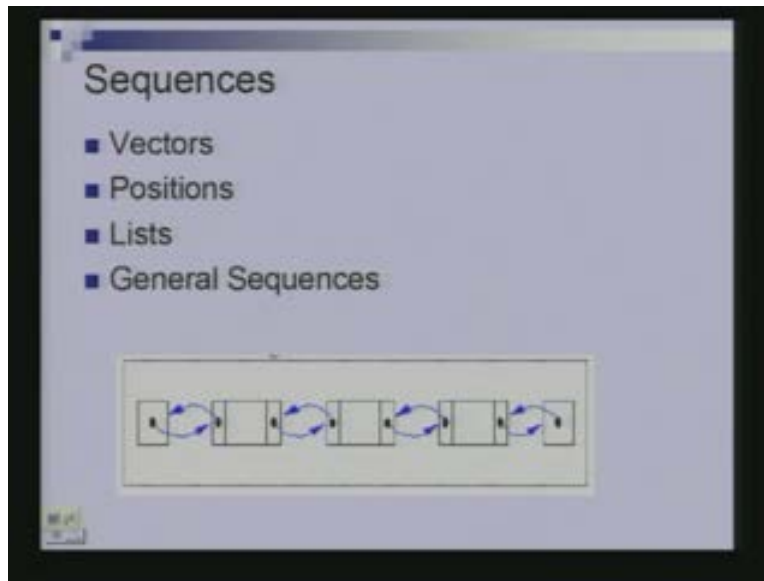 Sequences
Vectors
Positions
Lists
General Sequences